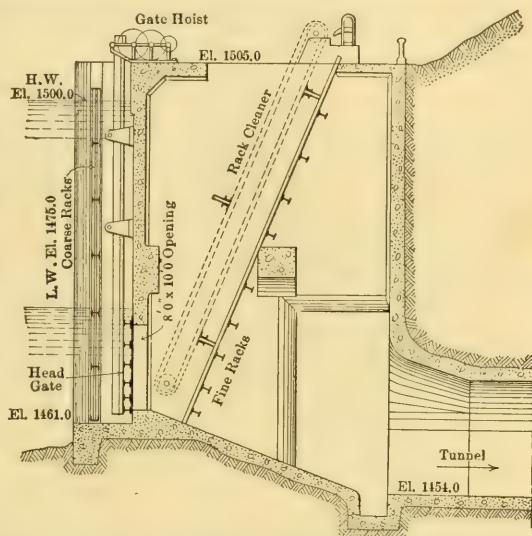 Gate Hoist
El. 1505.0
H.W.
El. 1500.0
Rack Cleaner
Coarse Racks
L.W. El. 1475.0
8'0"x 10'0"Opening
Head
Gate
Fine Racks
El. 1461.0
Tunnel
El. 1454.0